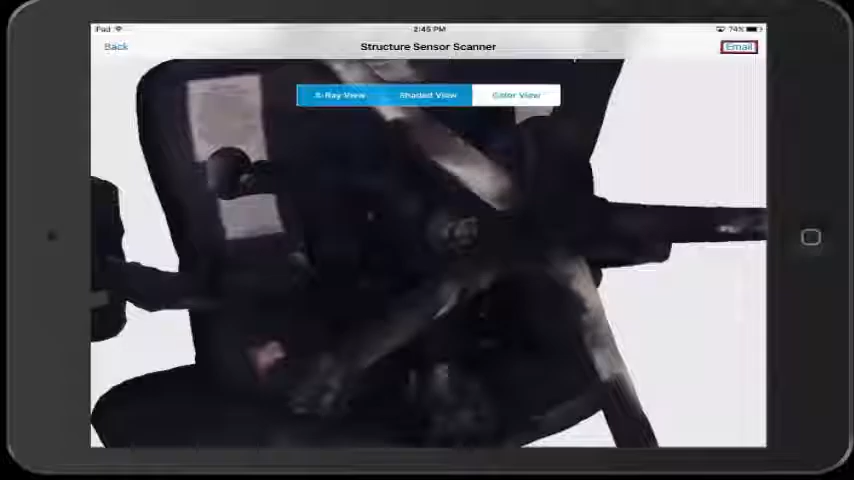 iPad 2:45 PM 74%
Back Structure Sensor Scanner Email
X-Ray View Shaded View Color View